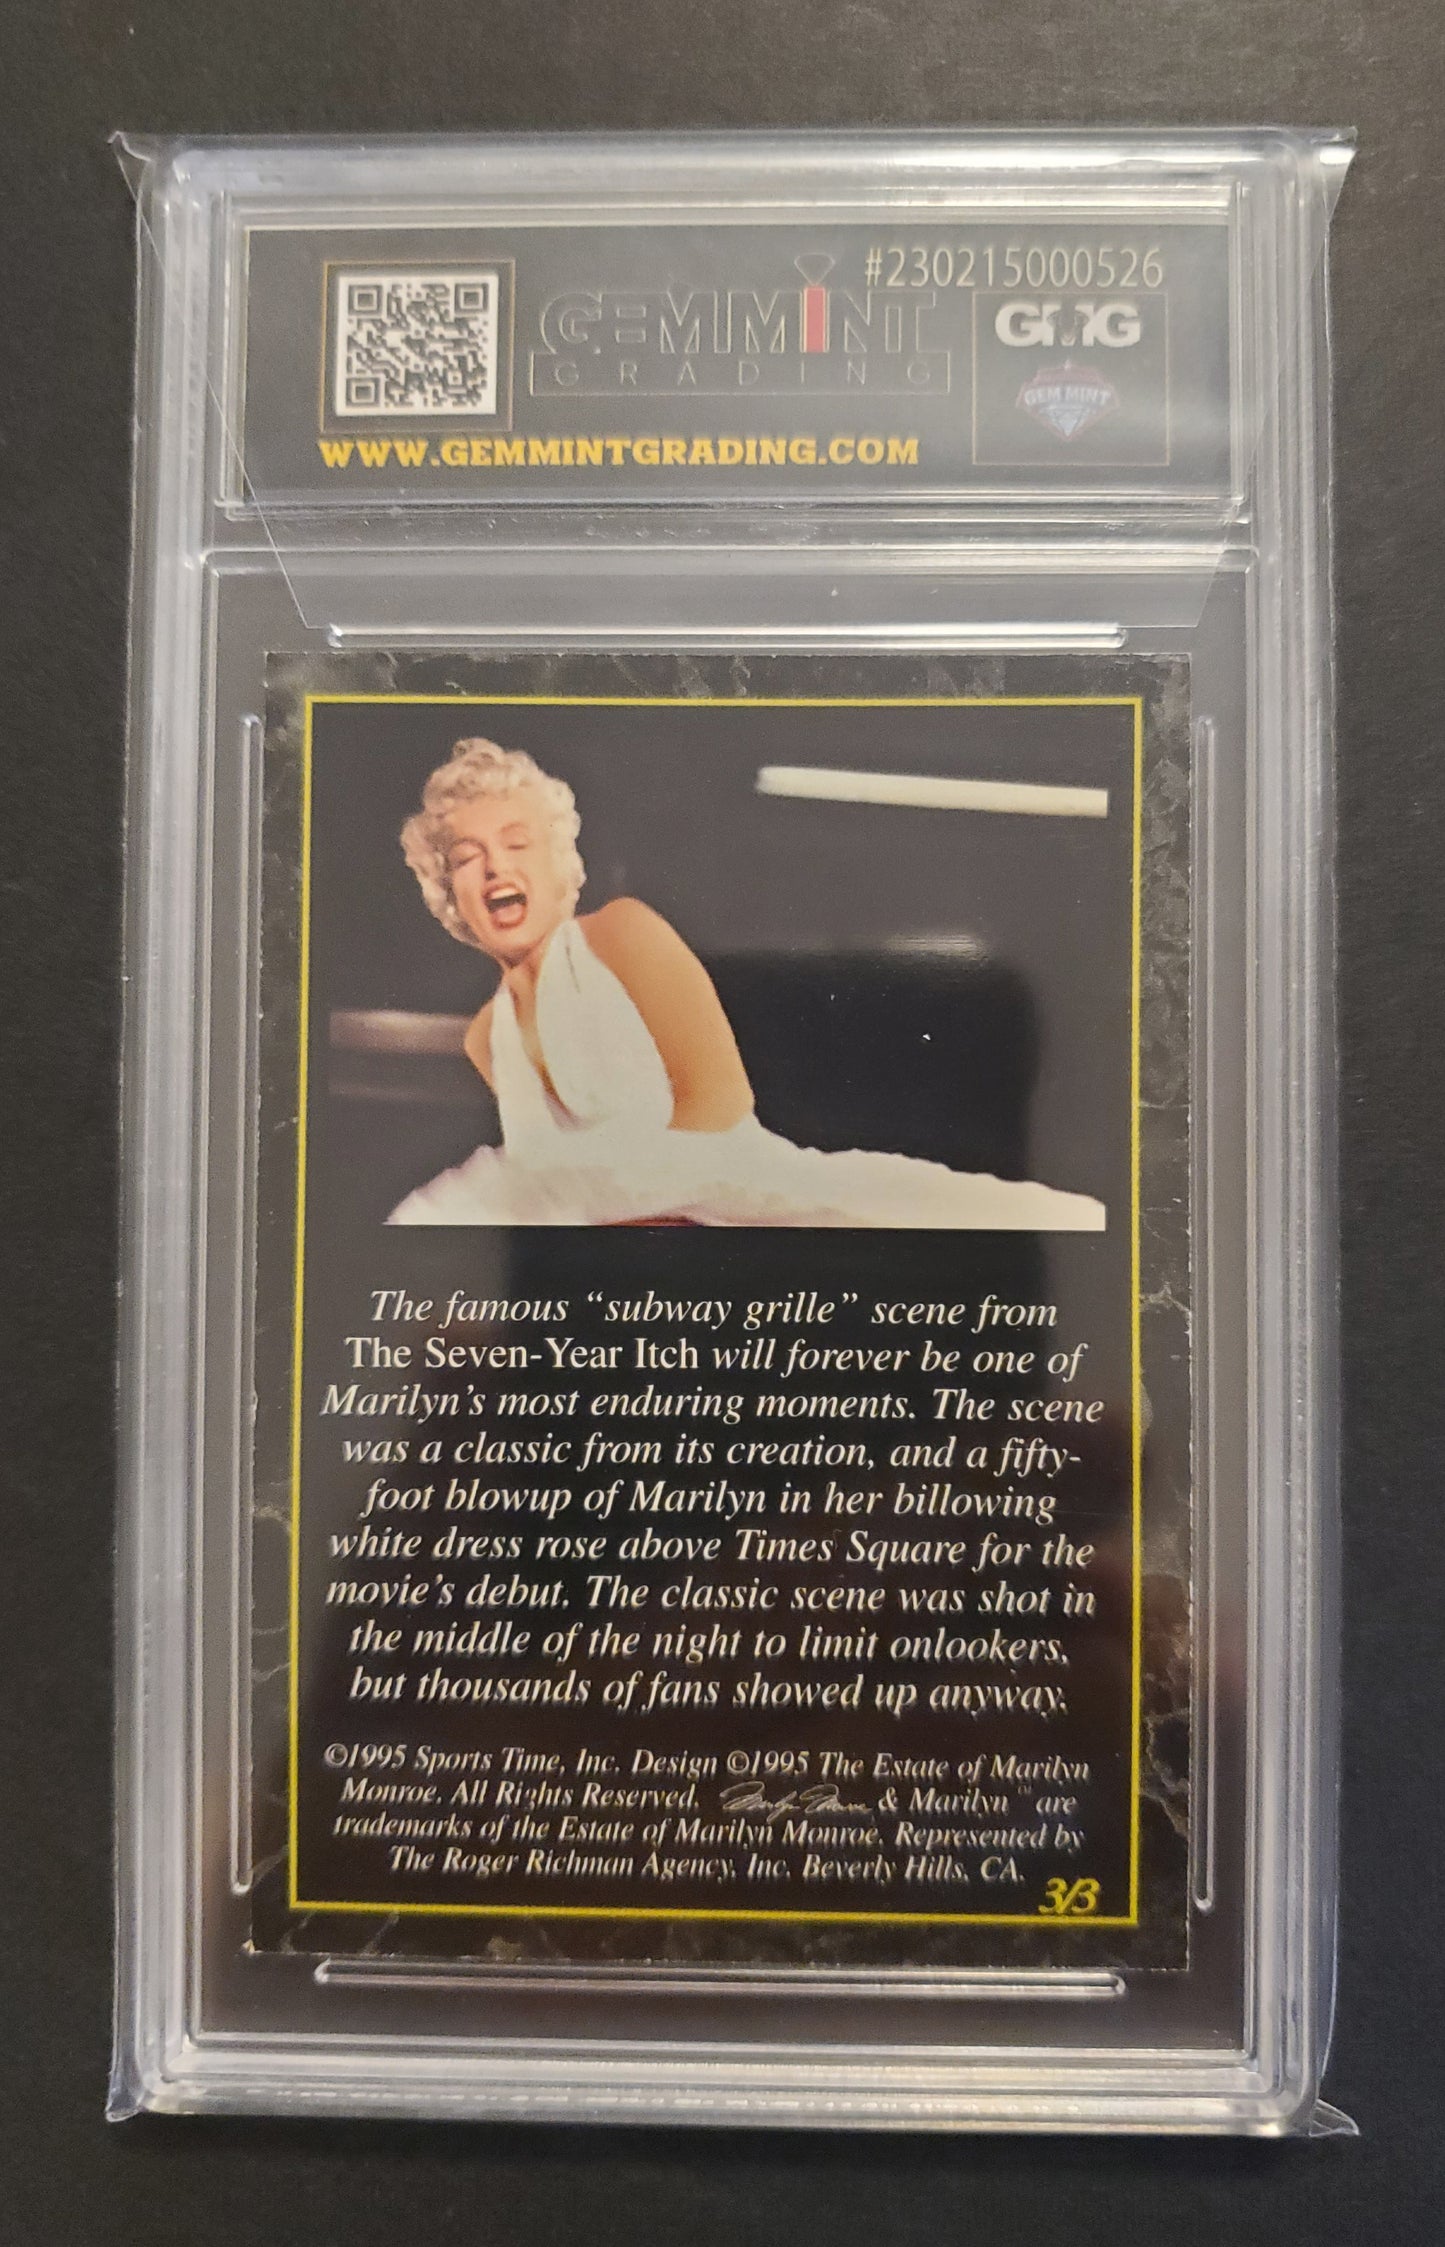 #230215000526
GEMMINT
GRADING
GMG
GEM MINT
WWW.GEMMINTGRADING.COM
The famous “subway grille” scene from
The Seven-Year Itch will forever be one of
Marilyn’s most enduring moments. The scene
was a classic from its creation, and a fifty-
foot blowup of Marilyn in her billowing
white dress rose above Times Square for the
movie’s debut. The classic scene was shot in
the middle of the night to limit onlookers,
but thousands of fans showed up anyway.
©1995 Sports Time, Inc. Design ©1995 The Estate of Marilyn
Monroe. All Rights Reserved. Marilyn Monroe & Marilyn™ are
trademarks of the Estate of Marilyn Monroe. Represented by
The Roger Richman Agency, Inc. Beverly Hills, CA.
3/3